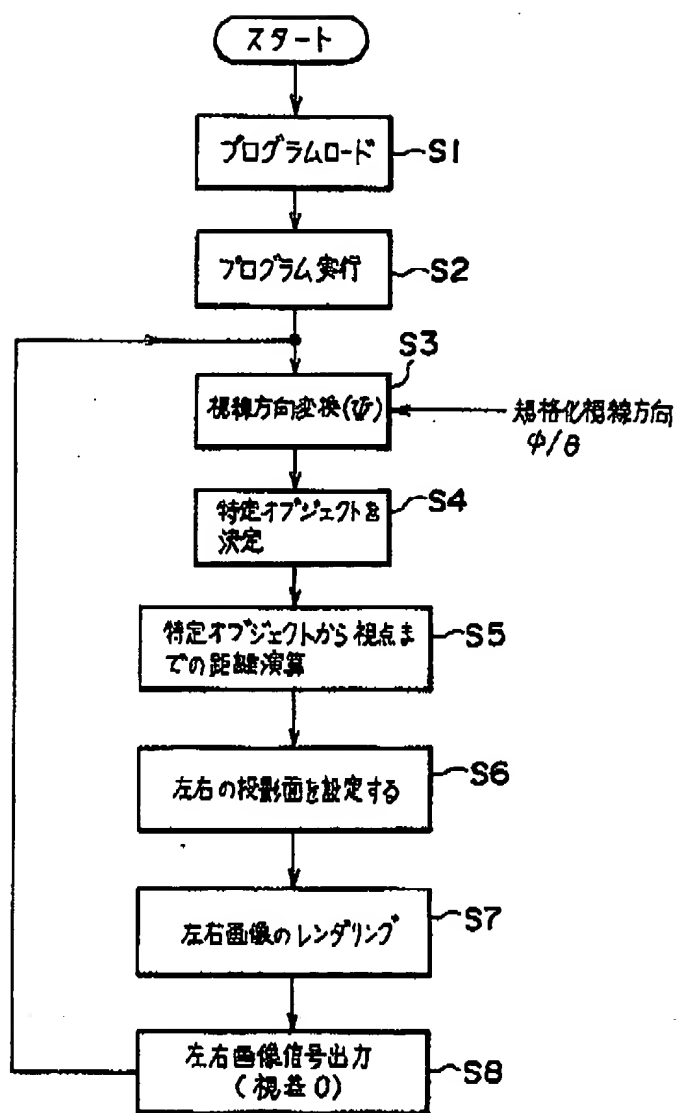 スタート
プログラムロード
S1
プログラム実行
S2
S3
視線方向変換(ψ)
規格化視線方向
φ/θ
特定オブジェクトを
決定
S4
特定オブジェクトから視点ま
での距離演算
S5
左右の投影面を設定する
S6
左右画像のレンダリング
S7
左右画像信号出力
(視差0)
S8